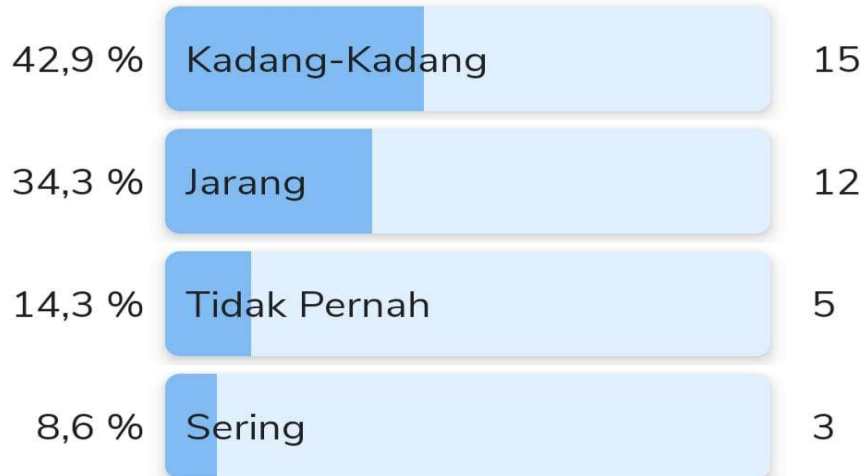 42,9 % Kadang-Kadang 15
34,3 % Jarang 12
14,3 % Tidak Pernah 5
8,6 % Sering 3